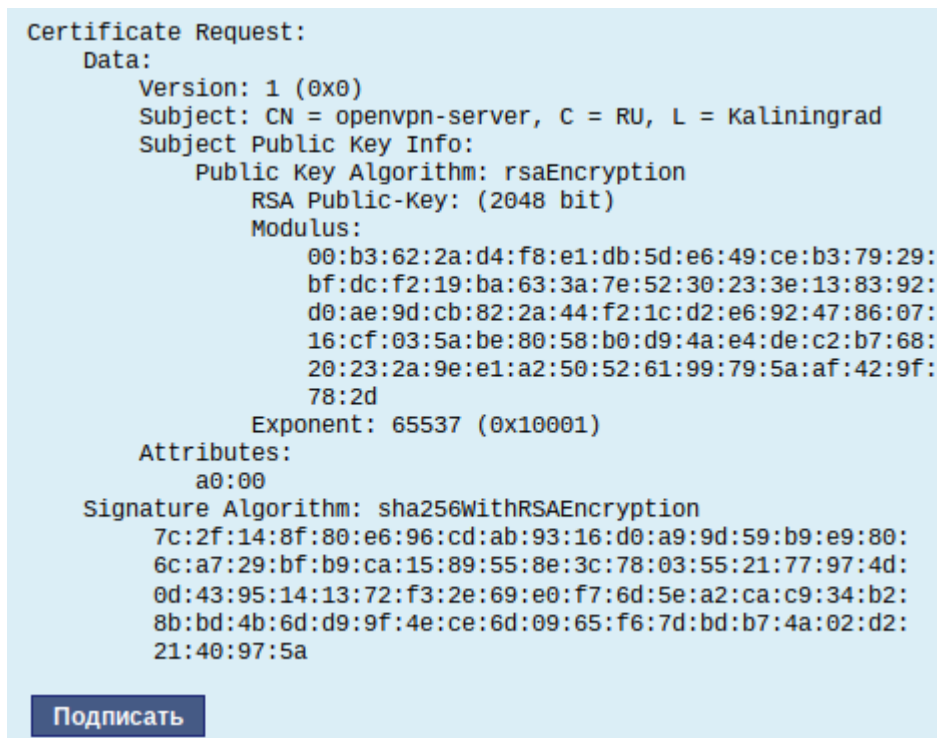 Certificate Request:
Data:
Version: 1 (0x0)
Subject: CN = openvpn-server, C = RU, L = Kaliningrad
Subject Public Key Info:
Public Key Algorithm: rsaEncryption
RSA Public-Key: (2048 bit)
Modulus:
00:b3:62:2a:d4:f8:e1:db:5d:e6:49:ce:b3:79:29:
bf:dc:f2:19:ba:63:3a:7e:52:30:23:3e:13:83:92:
d0:ae:9d:cb:82:2a:44:f2:1c:d2:e6:92:47:86:07:
16:cf:03:5a:be:80:58:b0:d9:4a:e4:de:c2:b7:68:
20:23:2a:9e:e1:a2:50:52:61:99:79:5a:af:42:9f:
78:2d
Exponent: 65537 (0x10001)
Attributes:
a0:00
Signature Algorithm: sha256WithRSAEncryption
7c:2f:14:8f:80:e6:96:cd:ab:93:16:d0:a9:9d:59:b9:e9:80:
6c:a7:29:bf:b9:ca:15:89:55:8e:3c:78:03:55:21:77:97:4d:
0d:43:95:14:13:72:f3:2e:69:e0:f7:6d:5e:a2:ca:c9:34:b2:
8b:bd:4b:6d:d9:9f:4e:ce:6d:09:65:f6:7d:bd:b7:4a:02:d2:
21:40:97:5a
Подписать